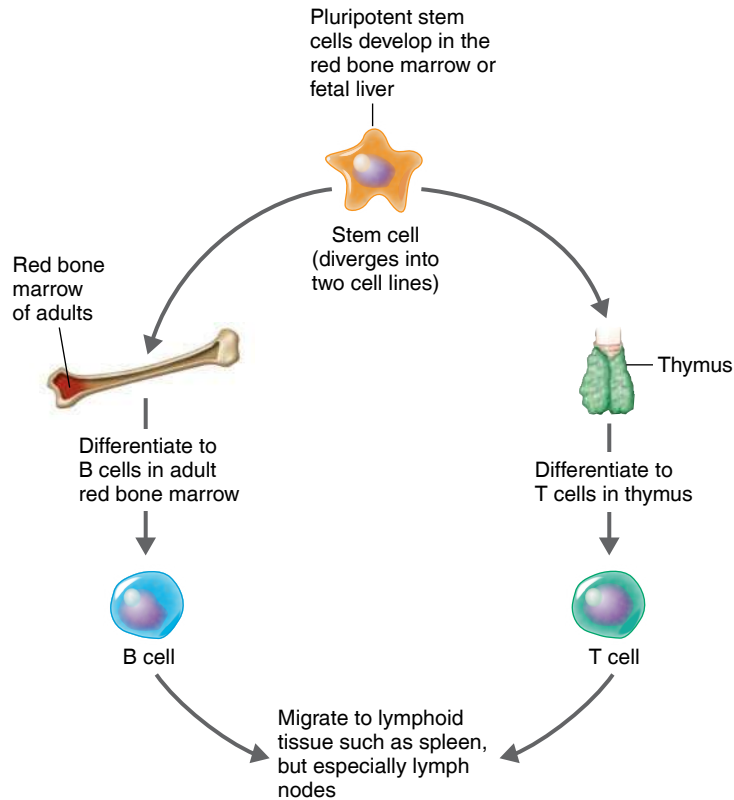 Pluripotent stem
cells develop in the
red bone marrow or
fetal liver
Stem cell
(diverges into
two cell lines)
Red bone
marrow
of adults
Thymus
Differentiate to
B cells in adult
red bone marrow
Differentiate to
T cells in thymus
B cell
T cell
Migrate to lymphoid
tissue such as spleen,
but especially lymph
nodes